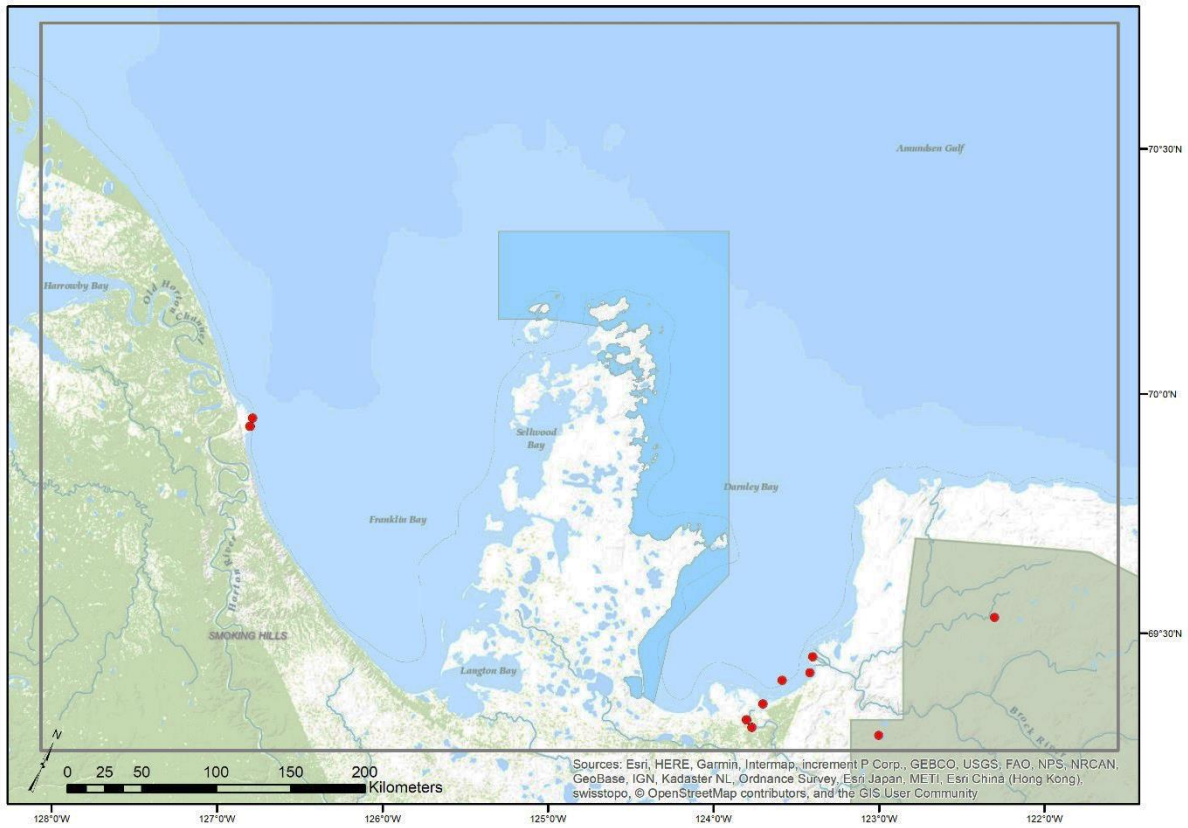 Amundsen Gulf
70°30'N
Harrowby Bay
Old Horton Channel
70°0'N
Sellwood
Bay
Darnley Bay
Franklin Bay
Horton River
69°30'N
SMOKING HILLS
Langton Bay
Brock River
N
0 25 50 100 150 200
Kilometers
Sources: Esri, HERE, Garmin, Intermap, increment P Corp., GEBCO, USGS, FAO, NPS, NRCAN,
GeoBase, IGN, Kadaster NL, Ordnance Survey, Esri Japan, METI, Esri China (Hong Kong),
swisstopo, © OpenStreetMap contributors, and the GIS User Community
128°0'W 127°0'W 126°0'W 125°0'W 124°0'W 123°0'W 122°0'W